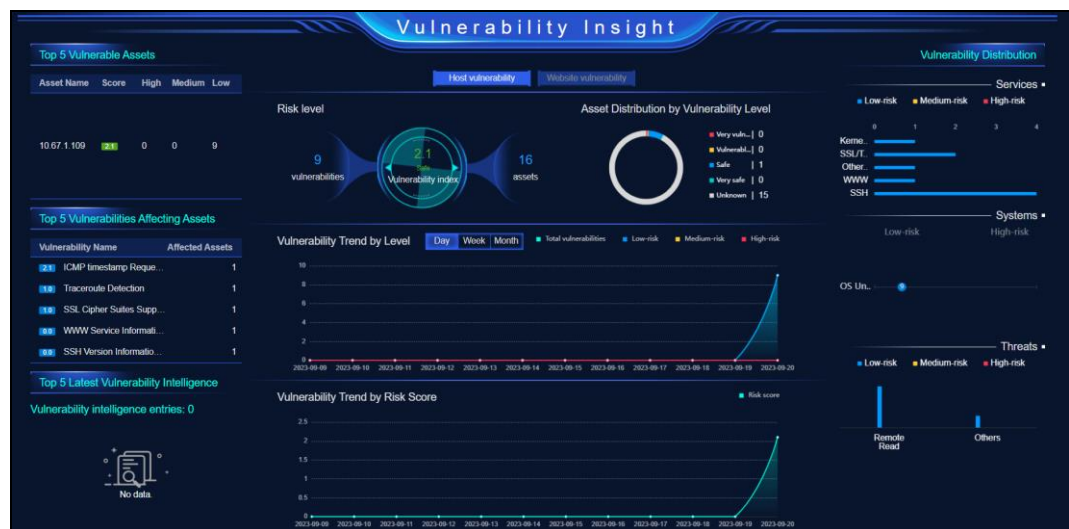 Vulnerability Insight
Top 5 Vulnerable Assets
Asset Name Score High Medium Low
10.67.1.109 2.1 0 0 9
Top 5 Vulnerabilities Affecting Assets
Vulnerability Name Affected Assets
2.1 ICMP timestamp Reque... 1
1.0 Traceroute Detection 1
1.0 SSL Cipher Suites Supp... 1
0.0 WWW Service Informati... 1
0.0 SSH Version Informatio... 1
Top 5 Latest Vulnerability Intelligence
Vulnerability intelligence entries: 0
No data.
Host vulnerability Website vulnerability
Risk level
9
vulnerabilities
2.1
Safe
Vulnerability index
16
assets
Asset Distribution by Vulnerability Level
Very vuln...| 0
Vulnerabl...| 0
Safe | 1
Very safe | 0
Unknown | 15
Vulnerability Trend by Level Day Week Month Total vulnerabilities Low-risk Medium-risk High-risk
10
8
6
4
2
0
2023-09-09 2023-09-10 2023-09-11 2023-09-12 2023-09-13 2023-09-14 2023-09-15 2023-09-16 2023-09-17 2023-09-18 2023-09-19 2023-09-20
Vulnerability Trend by Risk Score Risk score
2.5
2
1.5
1
0.5
0
2023-09-09 2023-09-10 2023-09-11 2023-09-12 2023-09-13 2023-09-14 2023-09-15 2023-09-16 2023-09-17 2023-09-18 2023-09-19 2023-09-20
Vulnerability Distribution
Services
Low-risk Medium-risk High-risk
0 1 2 3 4
Kerne..
SSL/T..
Other..
WWW
SSH
Systems
Low-risk High-risk
OS Un..
Threats
Low-risk Medium-risk High-risk
Remote Others
Read